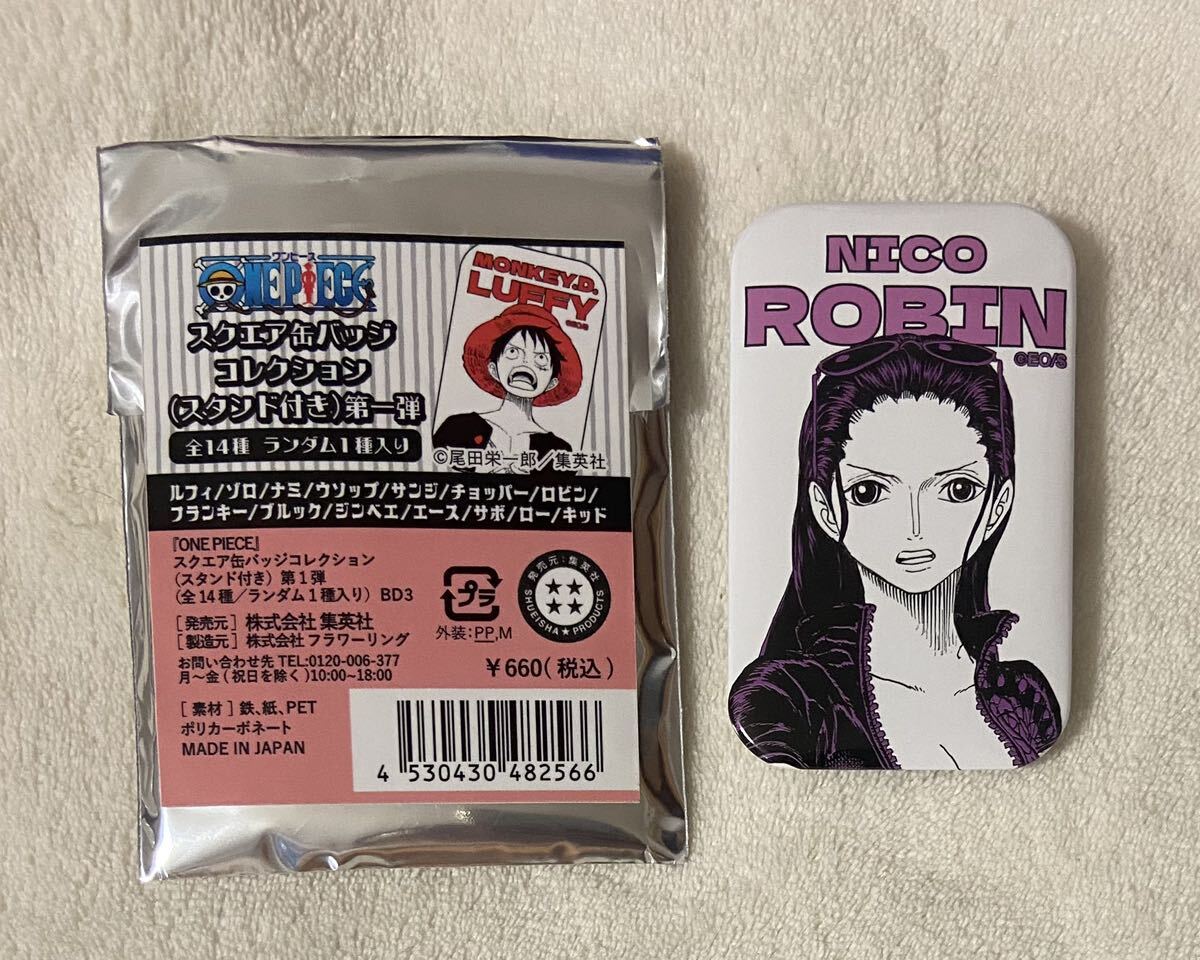 ワンピース
ONE PIECE
スクエア缶バッジ
コレクション
(スタンド付き)第一弾
全14種 ランダム1種入り
MONKEY.D.
LUFFY
©尾田栄一郎/集英社
ルフィ/ゾロ/ナミ/ウソップ/サンジ/チョッパー/ロビン/
フランキー/ブルック/ジンベエ/エース/サボ/ロー/キッド
『ONE PIECE』
スクエア缶バッジコレクション
(スタンド付き) 第1弾
(全14種/ランダム1種入り) BD3
[発売元] 株式会社 集英社
[製造元] 株式会社 フラワーリング
お問い合わせ先 TEL:0120-006-377
月~金(祝日を除く)10:00~18:00
プラ
外装:PP,M
発売元:集英社
SHUEISHA★PRODUCTS
¥660(税込)
[素材] 鉄、紙、PET
ポリカーボネート
MADE IN JAPAN
4 530430 482566
NICO
ROBIN
©EO/S